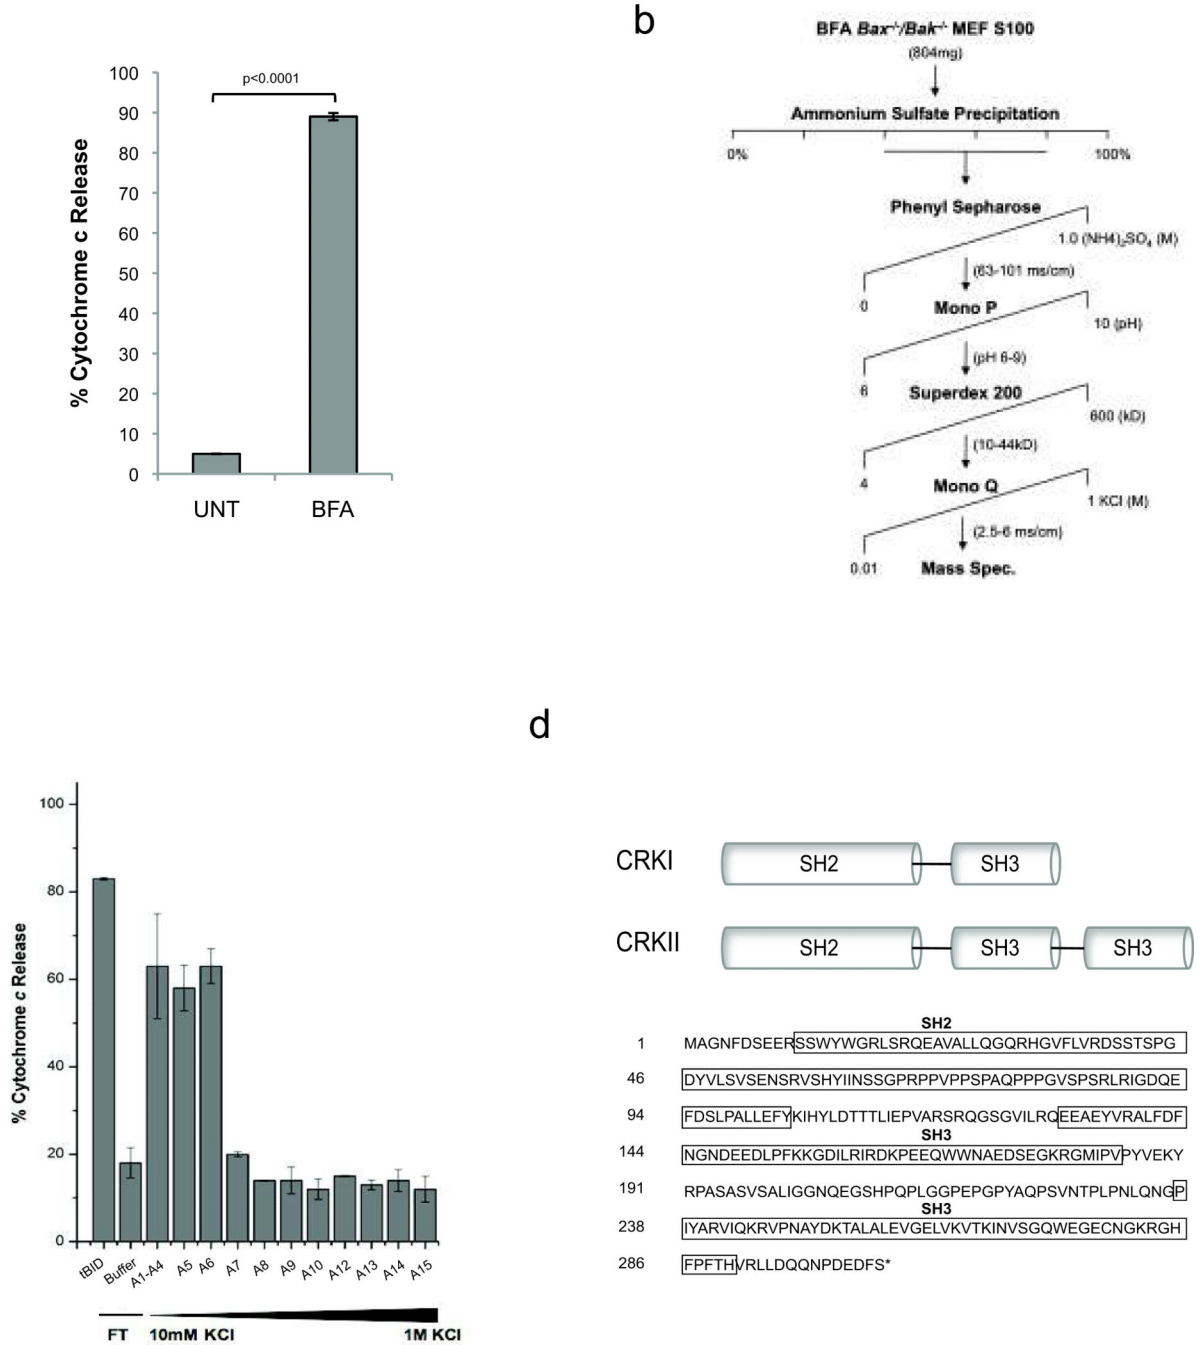 % Cytochrome c Release
100
90
80
70
60
50
40
30
20
10
0
p<0.0001
UNT BFA
b
BFA Bax-/-/Bak-/- MEF S100
(804mg)
Ammonium Sulfate Precipitation
0% 100%
Phenyl Sepharose
1.0 (NH4)2SO4 (M)
(63-101 ms/cm)
0
Mono P
10 (pH)
(pH 6-9)
6
Superdex 200
600 (kD)
(10-44kD)
4
Mono Q
1 KCl (M)
(2.5-6 ms/cm)
0.01
Mass Spec.
% Cytochrome c Release
100
80
60
40
20
0
tBID Buffer A1-A4 A5 A6 A7 A8 A9 A10 A12 A13 A14 A15
FT 10mM KCl 1M KCl
d
CRKI SH2 SH3
CRKII SH2 SH3 SH3
SH2
1 MAGNFDSEERSSWYWGRLSRQEAVALLQGQRHGVFLVRDSSTSPG
46 DYVLSVSENSRVSHYIINSSGPRPPVPPSPAQPPPGVSPSRLRIGDQE
94 FDSLPALLEFYKIHYLDTTTLIEPVARSRQGSGVILRQEEAEYVRALFDF
SH3
144 NGNDEEDLPFKKGDILRIRDKPEEQWWNAEDSEGKRGMIPVPYVEKY
191 RPASASVSALIGGNQEGSHPQPLGGPEPGPYAQPSVNTPLPNLQNGP
SH3
238 IYARVIQKRVPNAYDKTALALEVGELVKVTKINVSGQWEGECNGKRGH
286 FPFTHVRLLDQQNPDEDFS*